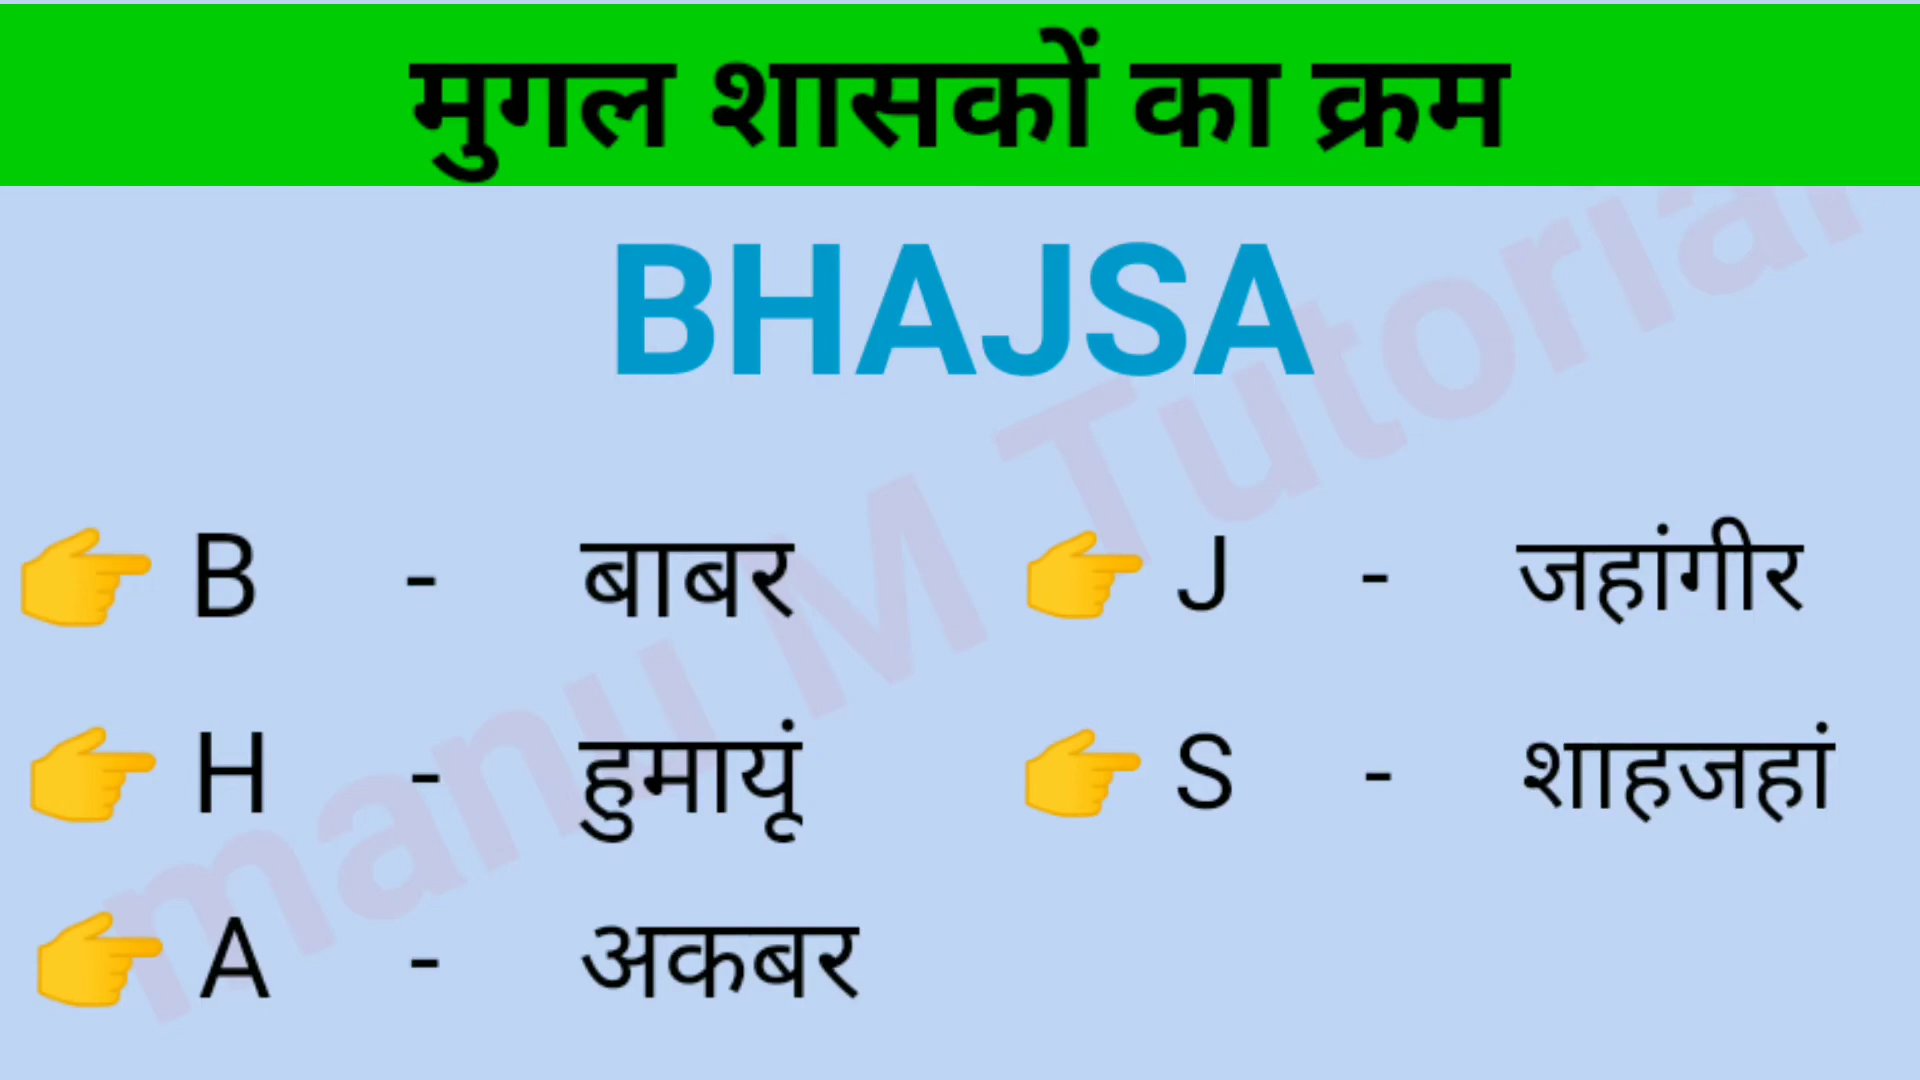 मुगल शासकों का क्रम
BHAJSA
👉 B - बाबर
👉 H - हुमायूं
👉 A - अकबर
👉 J - जहांगीर
👉 S - शाहजहां
manu M Tutorial